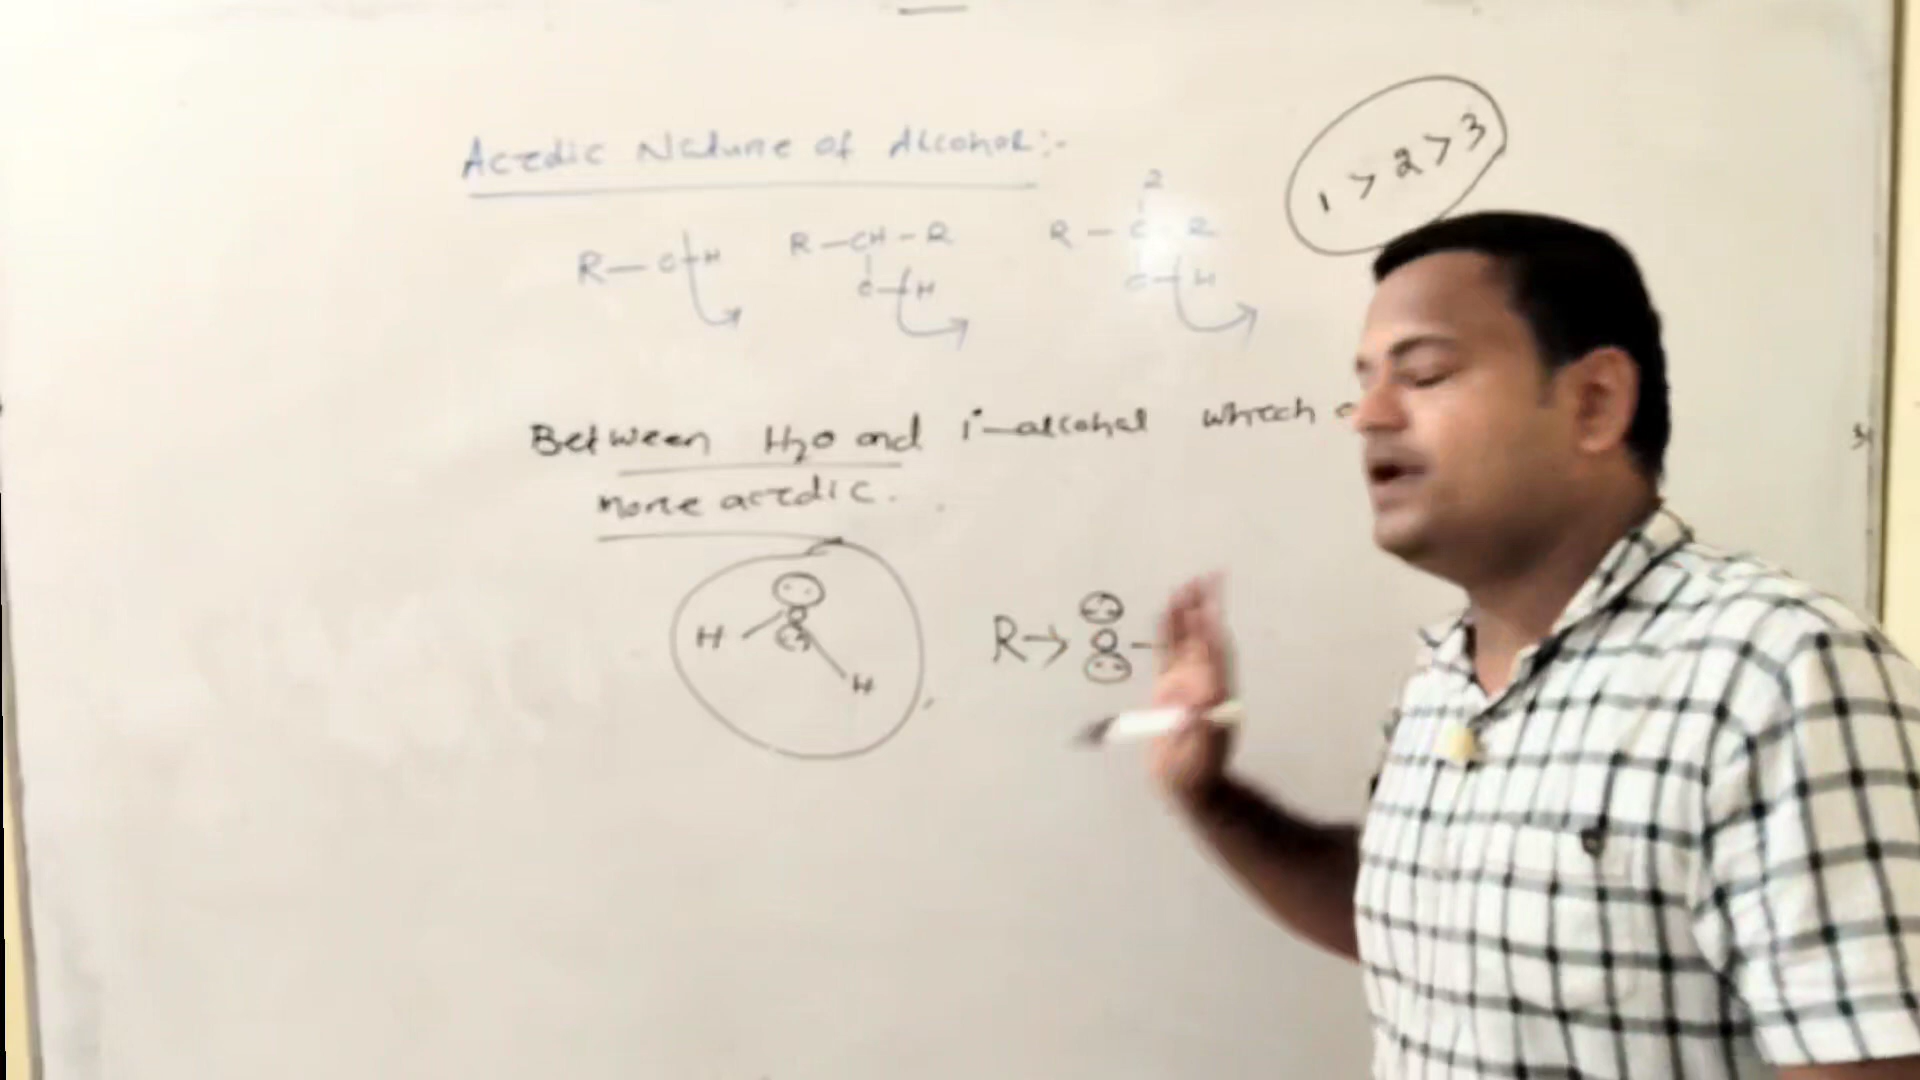 Acidic Nature of Alcohol:-
1 > 2 > 3
R — O — H
R — CH — R
O — H
R
R — C — R
O — H
Between H2O and 1°-alcohol which
more acidic.
H O H
R → O —